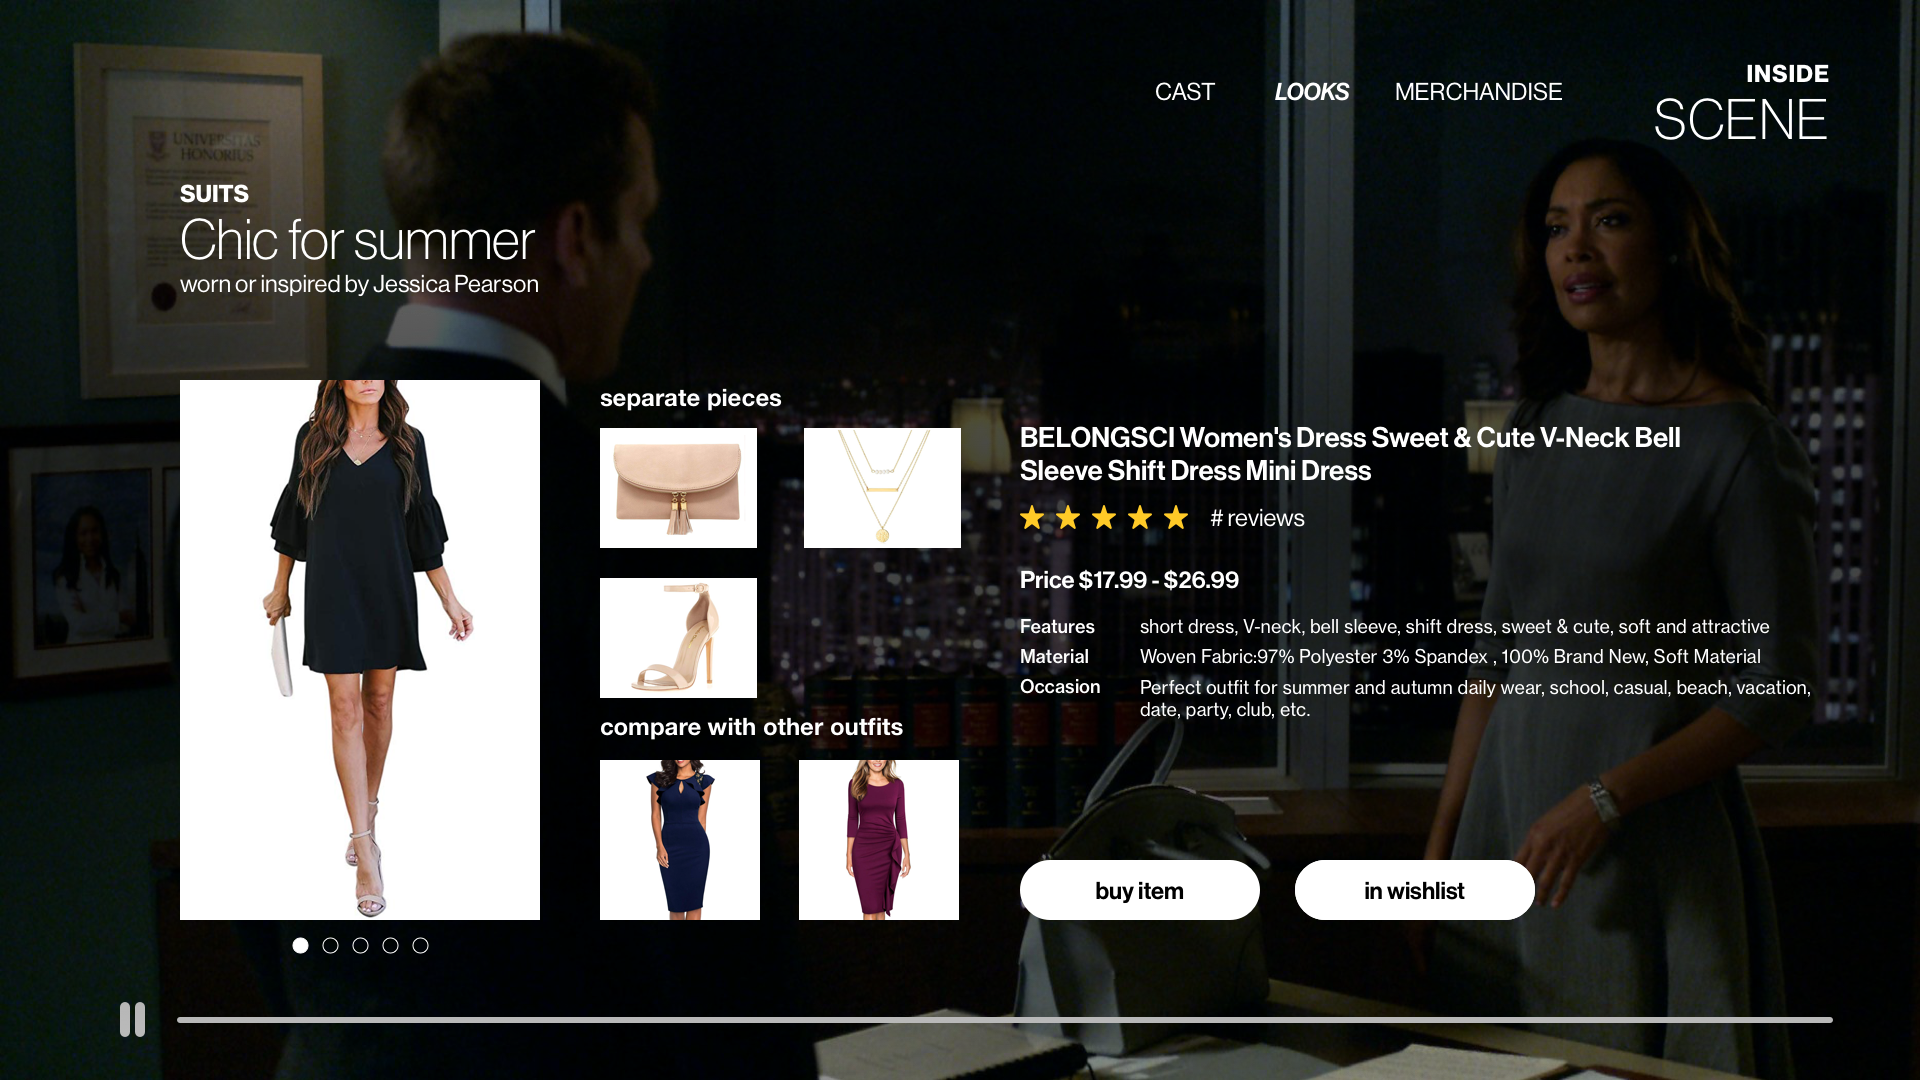 CAST LOOKS MERCHANDISE
INSIDE
SCENE
UNIVERSITAS
HONORIUS
SUITS
Chic for summer
worn or inspired by Jessica Pearson
separate pieces
compare with other outfits
BELONGSCI Women's Dress Sweet & Cute V-Neck Bell
Sleeve Shift Dress Mini Dress
# reviews
Price $17.99 - $26.99
Features short dress, V-neck, bell sleeve, shift dress, sweet & cute, soft and attractive
Material Woven Fabric:97% Polyester 3% Spandex , 100% Brand New, Soft Material
Occasion Perfect outfit for summer and autumn daily wear, school, casual, beach, vacation,
date, party, club, etc.
buy item
in wishlist